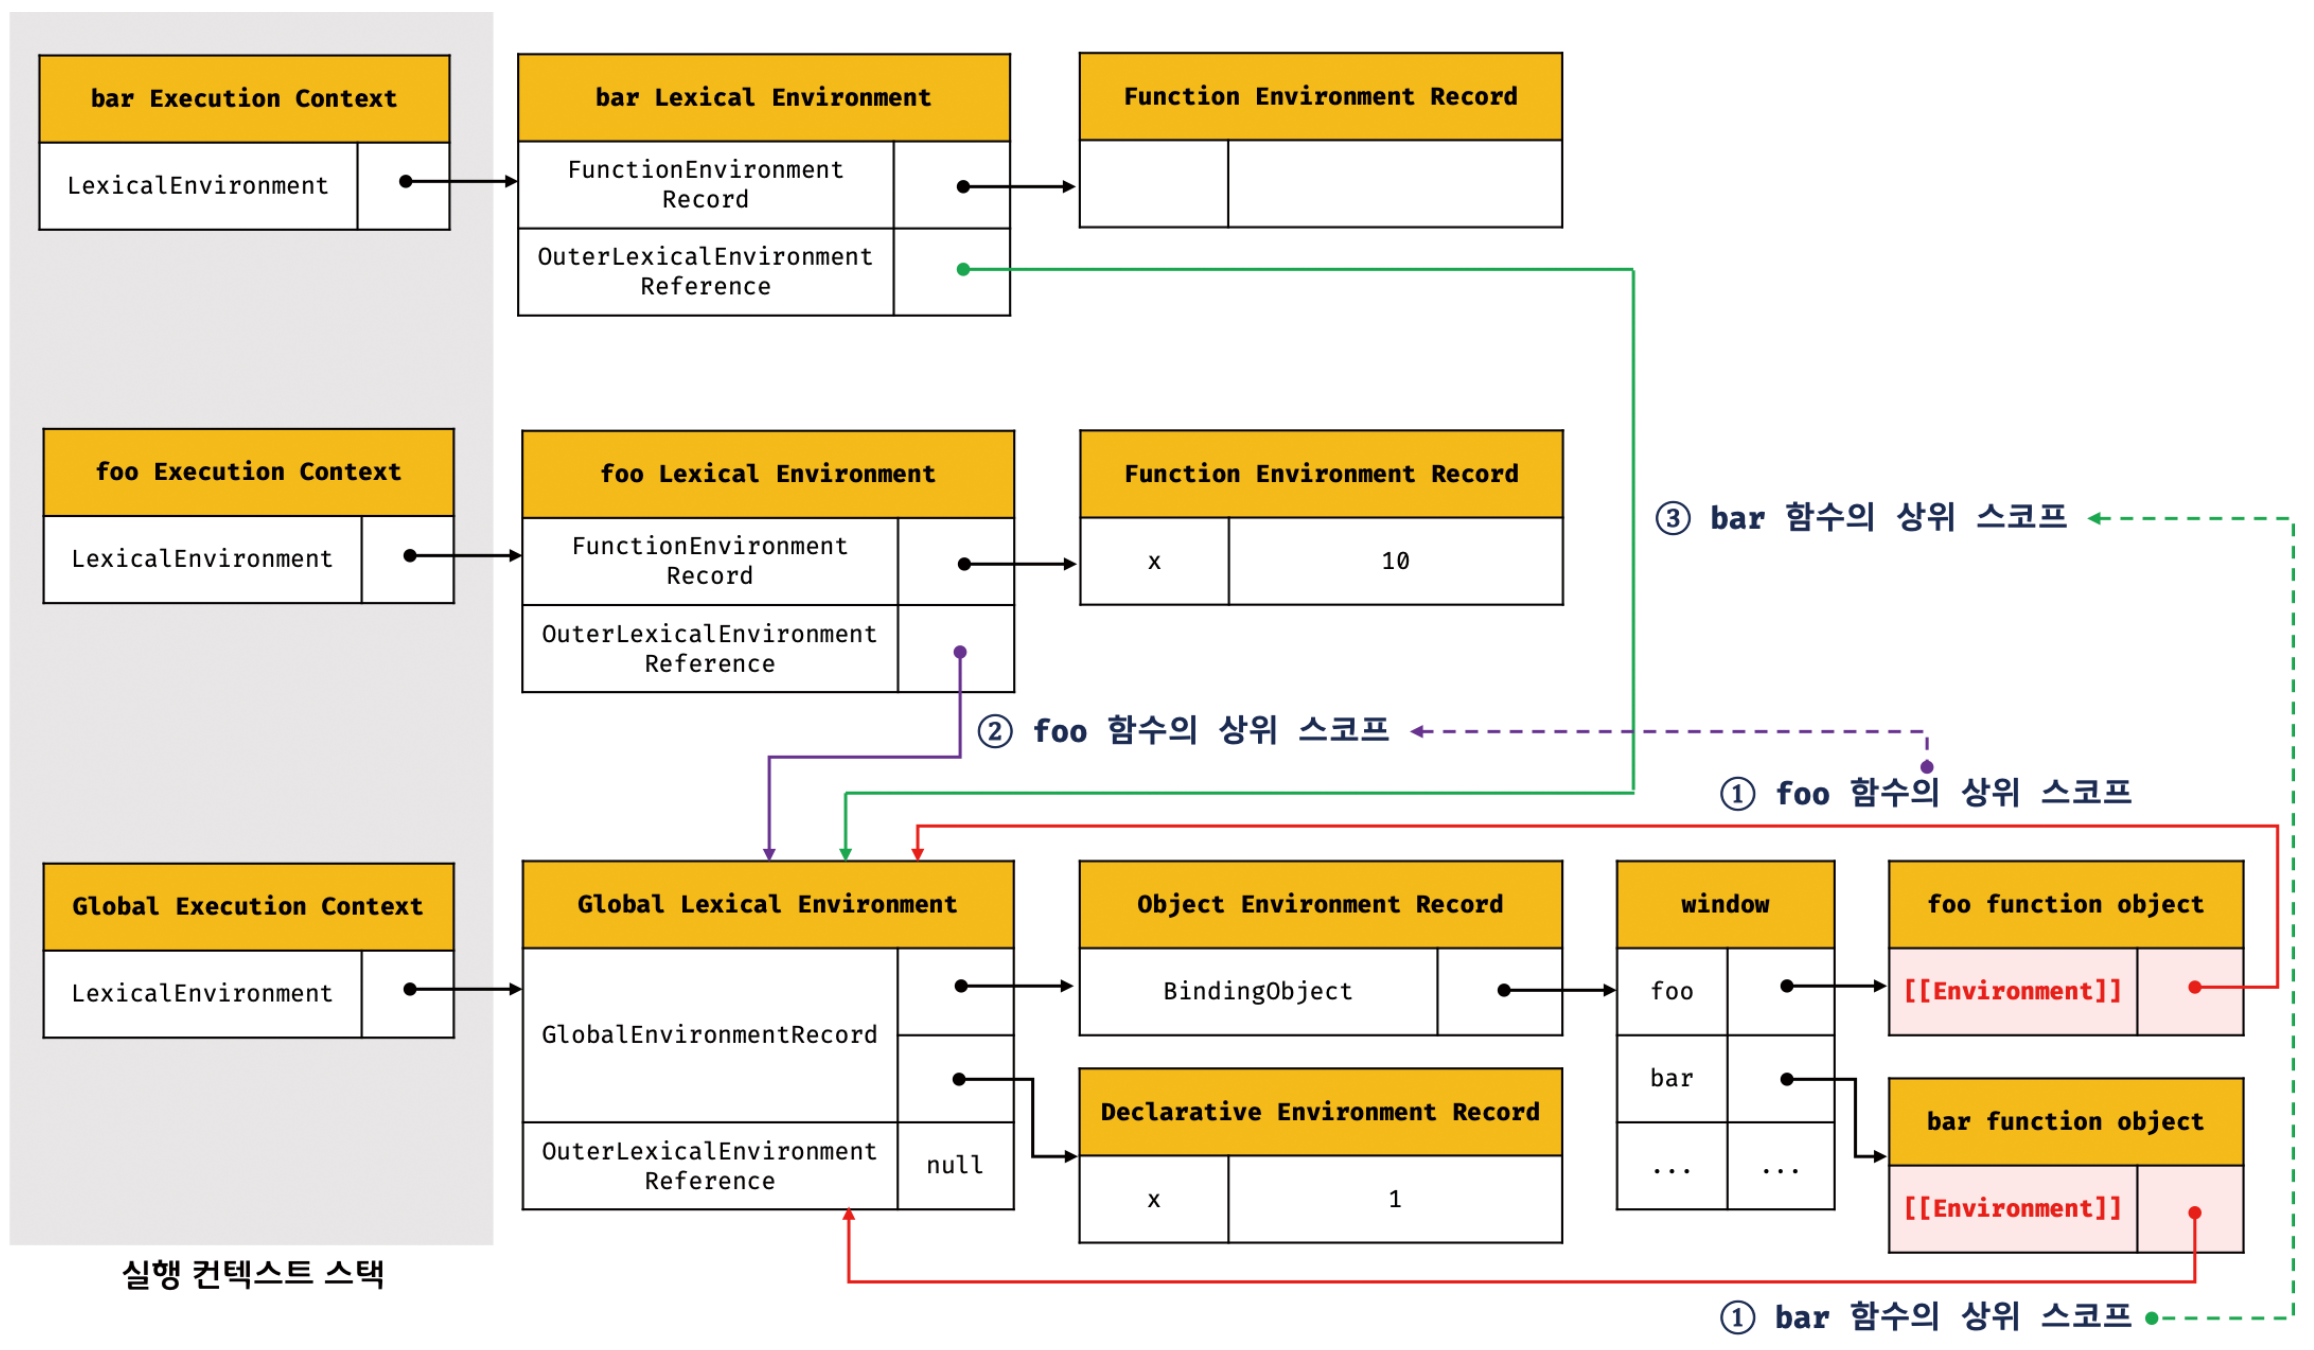 bar Execution Context
LexicalEnvironment
bar Lexical Environment
FunctionEnvironment
Record
OuterLexicalEnvironment
Reference
Function Environment Record
foo Execution Context
LexicalEnvironment
foo Lexical Environment
FunctionEnvironment
Record
OuterLexicalEnvironment
Reference
Function Environment Record
x 10
③ bar 함수의 상위 스코프
② foo 함수의 상위 스코프
① foo 함수의 상위 스코프
Global Execution Context
LexicalEnvironment
Global Lexical Environment
GlobalEnvironmentRecord
OuterLexicalEnvironment
Reference
null
Object Environment Record
BindingObject
Declarative Environment Record
x 1
window
foo
bar
... ...
foo function object
[[Environment]]
bar function object
[[Environment]]
실행 컨텍스트 스택
① bar 함수의 상위 스코프